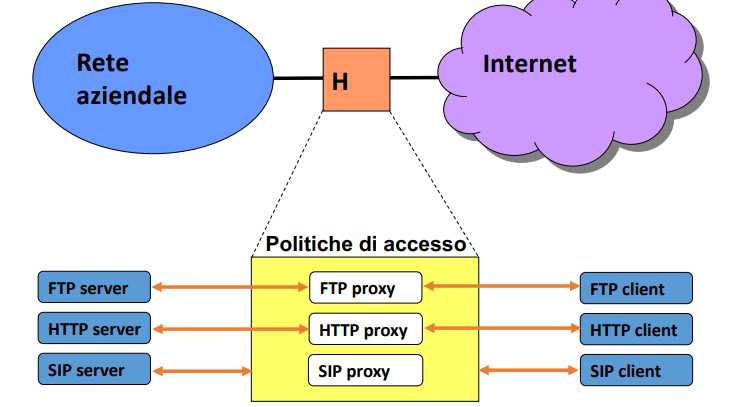 Rete
aziendale
H
Internet
Politiche di accesso
FTP server
FTP proxy
FTP client
HTTP server
HTTP proxy
HTTP client
SIP server
SIP proxy
SIP client